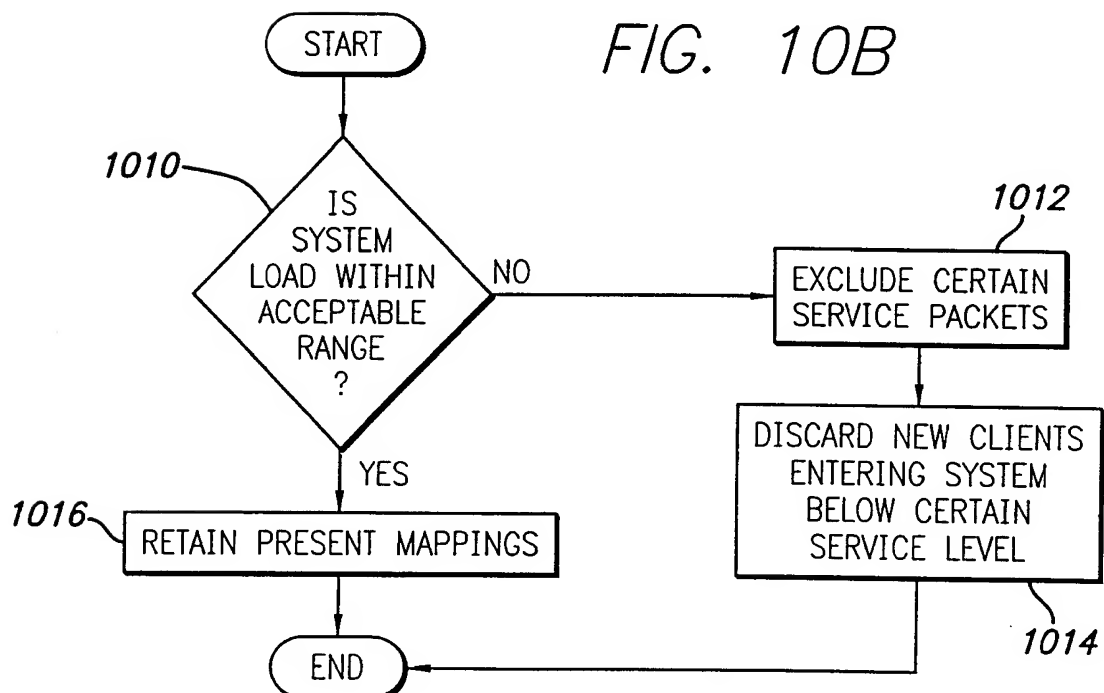 START
FIG. 10B
1010
IS
SYSTEM
LOAD WITHIN
ACCEPTABLE
RANGE
?
NO
1012
EXCLUDE CERTAIN
SERVICE PACKETS
DISCARD NEW CLIENTS
ENTERING SYSTEM
BELOW CERTAIN
SERVICE LEVEL
1014
YES
1016
RETAIN PRESENT MAPPINGS
END